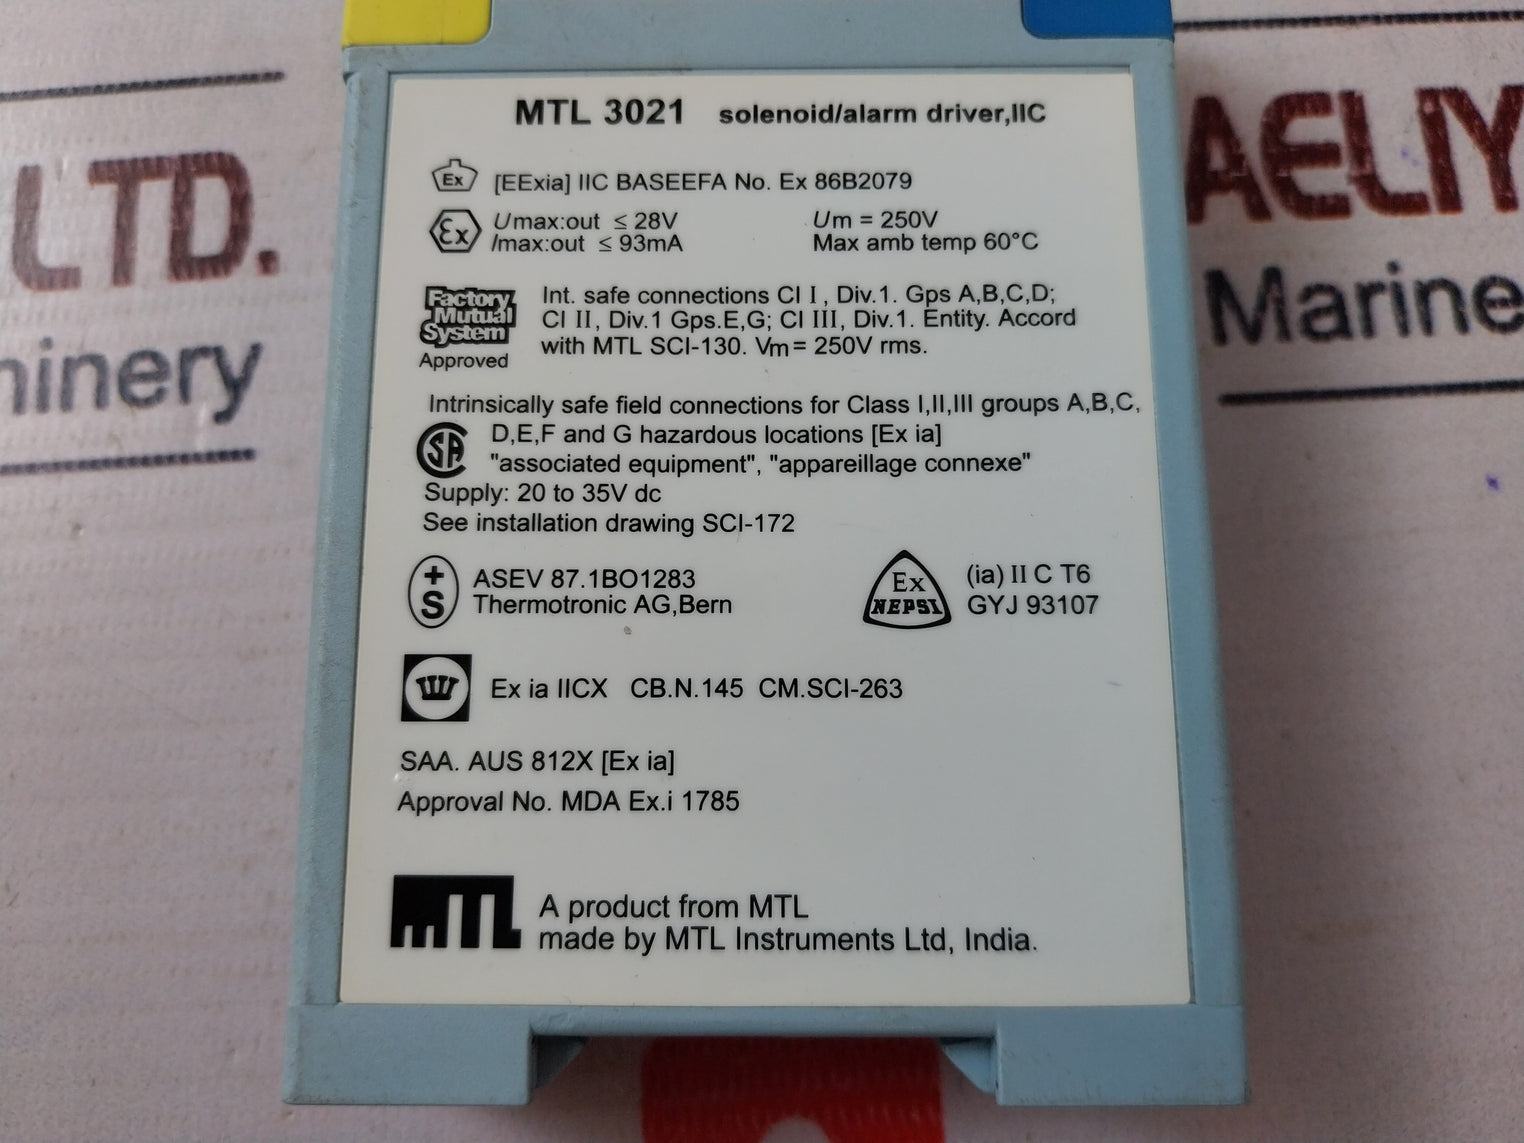 MTL 3021 solenoid/alarm driver,IIC
Ex [EExia] IIC BASEEFA No. Ex 86B2079
Ex Umax:out ≤ 28V Um = 250V
Imax:out ≤ 93mA Max amb temp 60°C
Factory Mutual System Approved
Int. safe connections Cl I, Div.1. Gps A,B,C,D;
Cl II, Div.1 Gps.E,G; Cl III, Div.1. Entity. Accord
with MTL SCI-130. Vm = 250V rms.
Intrinsically safe field connections for Class I,II,III groups A,B,C,
SA D,E,F and G hazardous locations [Ex ia]
"associated equipment", "appareillage connexe"
Supply: 20 to 35V dc
See installation drawing SCI-172
+S ASEV 87.1BO1283
Thermotronic AG,Bern
Ex NEPSI (ia) II C T6
GYJ 93107
Ex ia IICX CB.N.145 CM.SCI-263
SAA. AUS 812X [Ex ia]
Approval No. MDA Ex.i 1785
MTL A product from MTL
made by MTL Instruments Ltd, India.
LTD.
hinery
AELIY
Marine